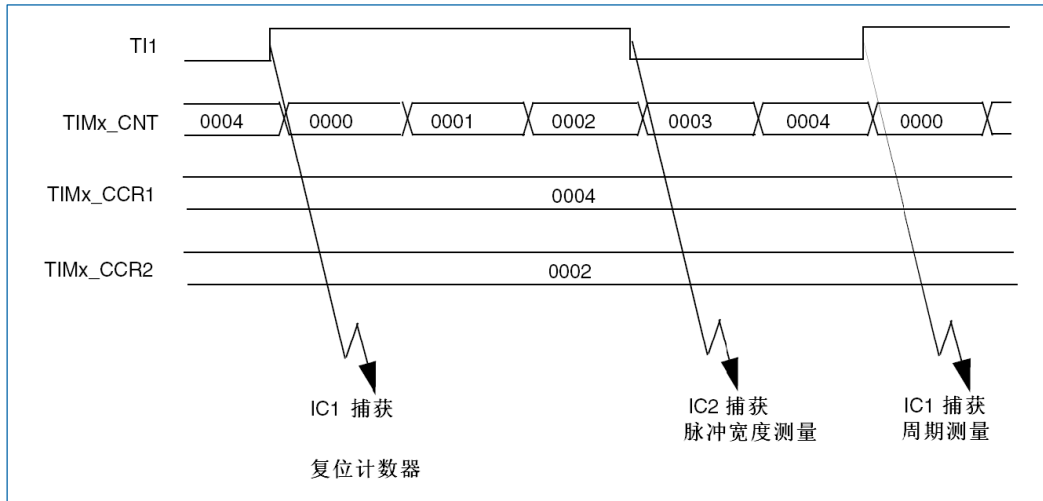 TI1
TIMx_CNT 0004 0000 0001 0002 0003 0004 0000
TIMx_CCR1 0004
TIMx_CCR2 0002
IC1 捕获
复位计数器
IC2 捕获
脉冲宽度测量
IC1 捕获
周期测量